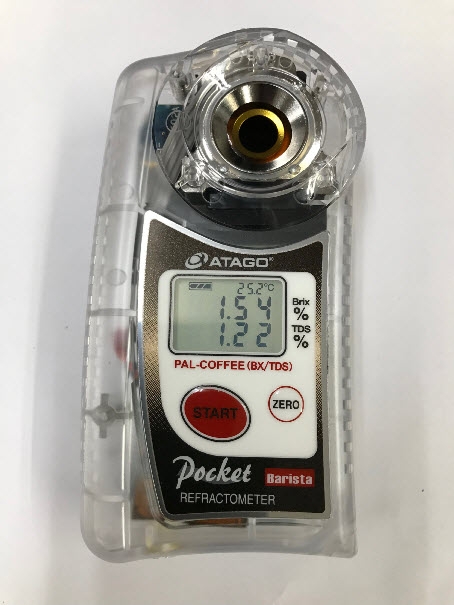 ATAGO®
25.2°C
1.54 Brix %
1.22 TDS %
PAL-COFFEE (BX/TDS)
START
ZERO
Pocket Barista
REFRACTOMETER